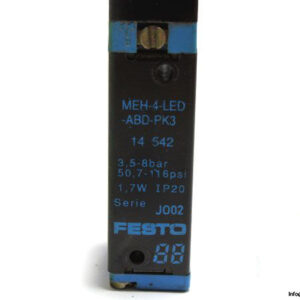 MEH-4-LED
-ABD-PK3
14 542
3,5-8bar
50,7-116psi
1,7W IP20
Serie JO02
FESTO
88